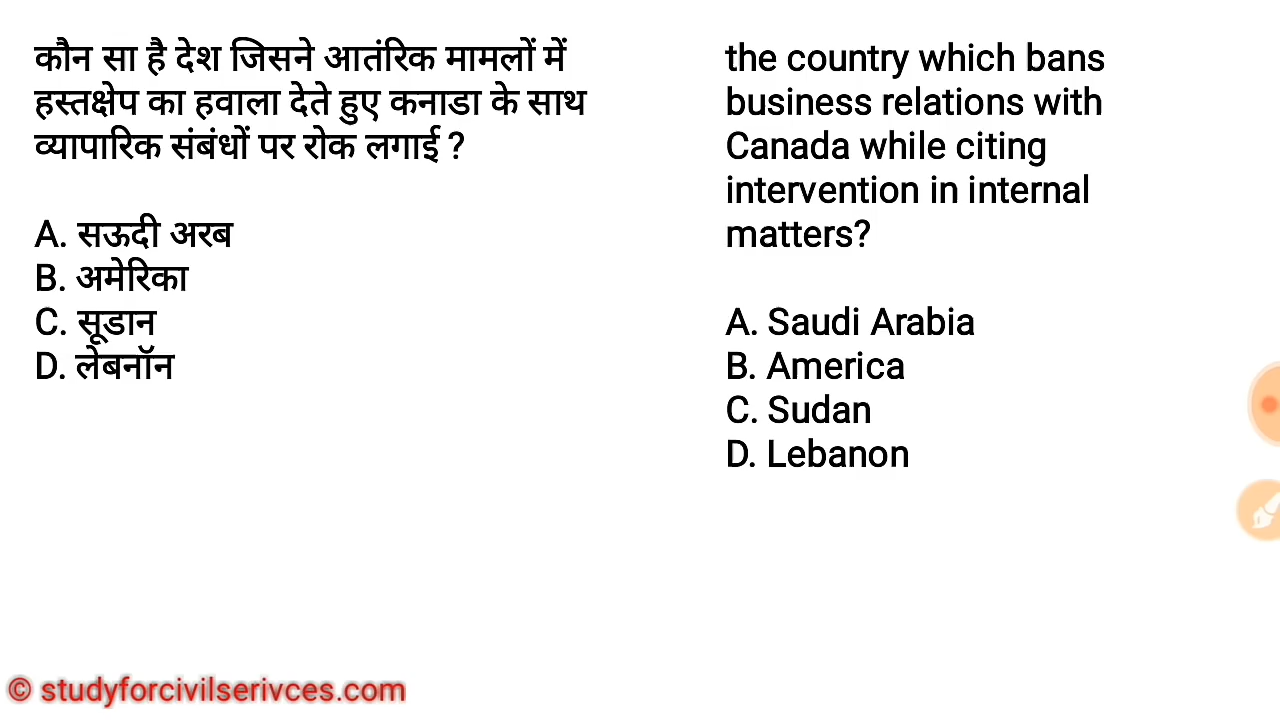 कौन सा है देश जिसने आतंरिक मामलों में
हस्तक्षेप का हवाला देते हुए कनाडा के साथ
व्यापारिक संबंधों पर रोक लगाई ?
A. सऊदी अरब
B. अमेरिका
C. सूडान
D. लेबनॉन
the country which bans
business relations with
Canada while citing
intervention in internal
matters?
A. Saudi Arabia
B. America
C. Sudan
D. Lebanon
© studyforcivilserivces.com